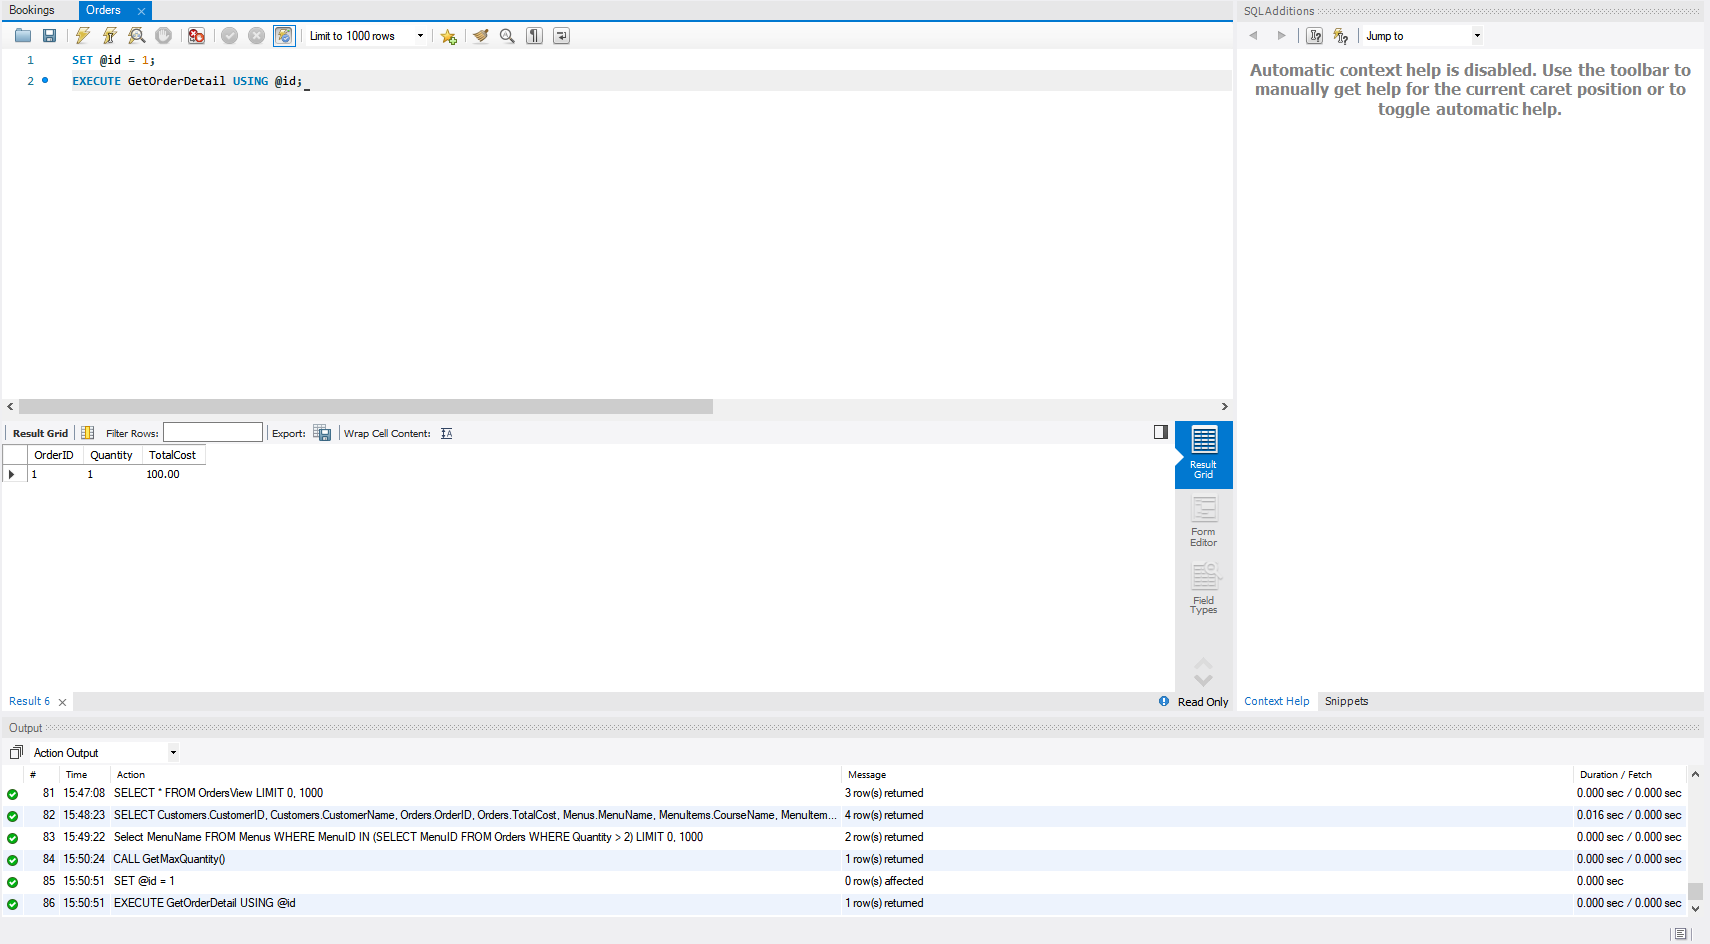 Bookings
Orders
SQLAdditions
Limit to 1000 rows
Jump to
1 SET @id = 1;
2 EXECUTE GetOrderDetail USING @id;
Automatic context help is disabled. Use the toolbar to
manually get help for the current caret position or to
toggle automatic help.
Result Grid
Filter Rows:
Export:
Wrap Cell Content:
OrderID Quantity TotalCost
1 1 100.00
Result
Grid
Form
Editor
Field
Types
Result 6
Read Only
Context Help
Snippets
Output
Action Output
# Time Action Message Duration / Fetch
81 15:47:08 SELECT * FROM OrdersView LIMIT 0, 1000 3 row(s) returned 0.000 sec / 0.000 sec
82 15:48:23 SELECT Customers.CustomerID, Customers.CustomerName, Orders.OrderID, Orders.TotalCost, Menus.MenuName, MenuItems.CourseName, MenuItem... 4 row(s) returned 0.016 sec / 0.000 sec
83 15:49:22 Select MenuName FROM Menus WHERE MenuID IN (SELECT MenuID FROM Orders WHERE Quantity > 2) LIMIT 0, 1000 2 row(s) returned 0.000 sec / 0.000 sec
84 15:50:24 CALL GetMaxQuantity() 1 row(s) returned 0.000 sec / 0.000 sec
85 15:50:51 SET @id = 1 0 row(s) affected 0.000 sec
86 15:50:51 EXECUTE GetOrderDetail USING @id 1 row(s) returned 0.000 sec / 0.000 sec